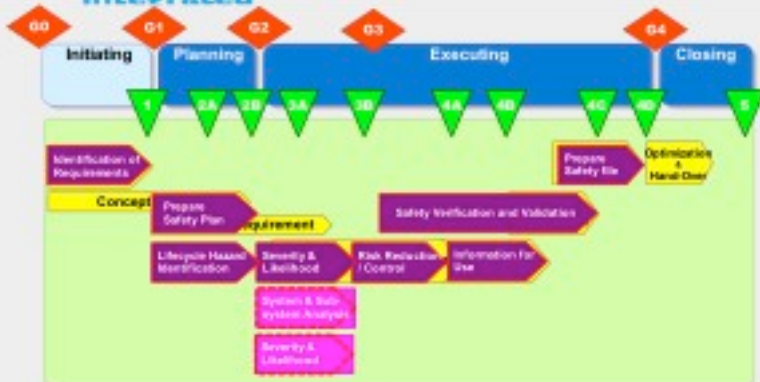 G0
G1
G2
G3
G4
Initiating
Planning
Executing
Closing
1
2A
2B
3A
3B
4A
4B
4C
4D
5
Identification of
Requirements
Prepare
Safety file
Optimization
&
Hand-Over
Concept
Prepare
Safety Plan
quirement
Safety Verification and Validation
Lifecycle Hazard
Identification
Severity &
Likelihood
Risk Reduction
/ Control
Information for
Use
System & Sub-
system Analysis
Severity &
Likelihood